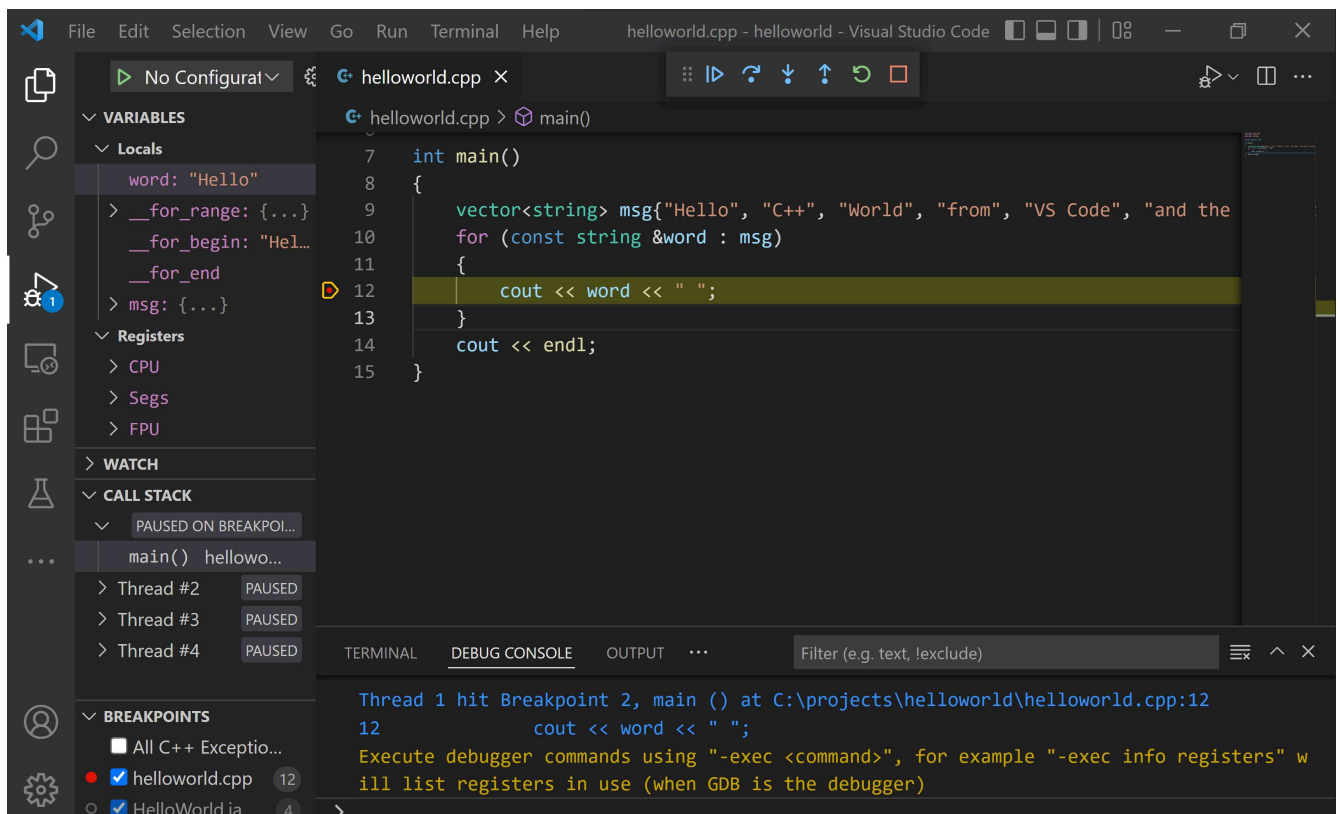 File Edit Selection View Go Run Terminal Help helloworld.cpp - helloworld - Visual Studio Code
No Configurat
helloworld.cpp
helloworld.cpp > main()
VARIABLES
Locals
word: "Hello"
__for_range: {...}
__for_begin: "Hel…
__for_end
msg: {...}
Registers
CPU
Segs
FPU
WATCH
CALL STACK
PAUSED ON BREAKPOI...
main() hellowo...
Thread #2 PAUSED
Thread #3 PAUSED
Thread #4 PAUSED
BREAKPOINTS
All C++ Exceptio...
helloworld.cpp 12
HelloWorld.ja 4
1
7 int main()
8 {
9 vector<string> msg{"Hello", "C++", "World", "from", "VS Code", "and the
10 for (const string &word : msg)
11 {
12 cout << word << " ";
13 }
14 cout << endl;
15 }
TERMINAL DEBUG CONSOLE OUTPUT ··· Filter (e.g. text, !exclude)
Thread 1 hit Breakpoint 2, main () at C:\projects\helloworld\helloworld.cpp:12
12 cout << word << " ";
Execute debugger commands using "-exec <command>", for example "-exec info registers" w
ill list registers in use (when GDB is the debugger)
>